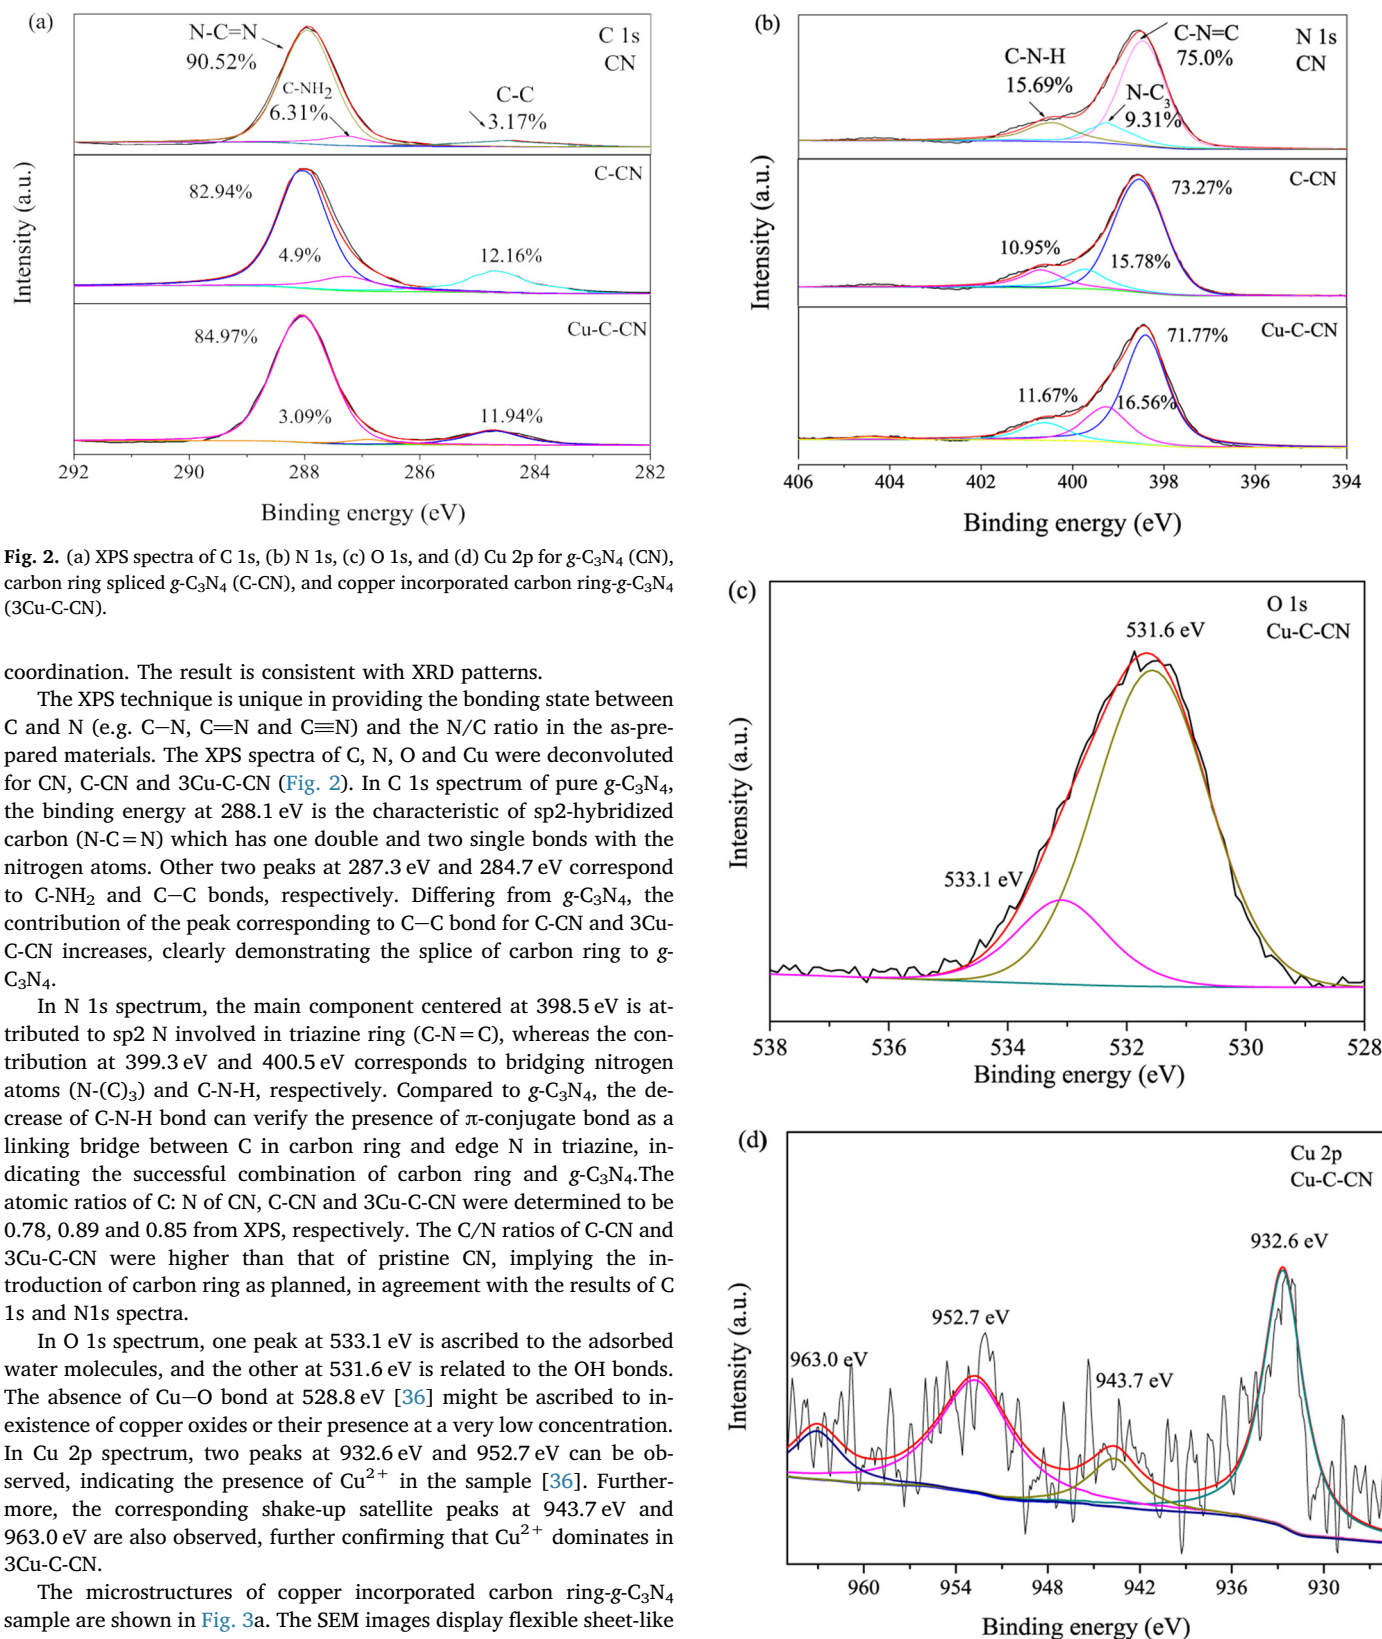 (a)
N-C=N
90.52%
C-NH2
6.31%
C-C
3.17%
C 1s
CN
82.94%
4.9%
12.16%
C-CN
84.97%
3.09%
11.94%
Cu-C-CN
Intensity (a.u.)
292 290 288 286 284 282
Binding energy (eV)
(b)
C-N-H
15.69%
C-N=C
75.0%
N-C3
9.31%
N 1s
CN
10.95%
15.78%
73.27%
C-CN
11.67%
16.56%
71.77%
Cu-C-CN
Intensity (a.u.)
406 404 402 400 398 396 394
Binding energy (eV)
Fig. 2. (a) XPS spectra of C 1s, (b) N 1s, (c) O 1s, and (d) Cu 2p for g-C3N4 (CN),
carbon ring spliced g-C3N4 (C-CN), and copper incorporated carbon ring-g-C3N4
(3Cu-C-CN).
coordination. The result is consistent with XRD patterns.
The XPS technique is unique in providing the bonding state between
C and N (e.g. C−N, C═N and C≡N) and the N/C ratio in the as-pre-
pared materials. The XPS spectra of C, N, O and Cu were deconvoluted
for CN, C-CN and 3Cu-C-CN (Fig. 2). In C 1s spectrum of pure g-C3N4,
the binding energy at 288.1 eV is the characteristic of sp2-hybridized
carbon (N-C=N) which has one double and two single bonds with the
nitrogen atoms. Other two peaks at 287.3 eV and 284.7 eV correspond
to C-NH2 and C−C bonds, respectively. Differing from g-C3N4, the
contribution of the peak corresponding to C−C bond for C-CN and 3Cu-
C-CN increases, clearly demonstrating the splice of carbon ring to g-
C3N4.
In N 1s spectrum, the main component centered at 398.5 eV is at-
tributed to sp2 N involved in triazine ring (C-N=C), whereas the con-
tribution at 399.3 eV and 400.5 eV corresponds to bridging nitrogen
atoms (N-(C)3) and C-N-H, respectively. Compared to g-C3N4, the de-
crease of C-N-H bond can verify the presence of π-conjugate bond as a
linking bridge between C in carbon ring and edge N in triazine, in-
dicating the successful combination of carbon ring and g-C3N4.The
atomic ratios of C: N of CN, C-CN and 3Cu-C-CN were determined to be
0.78, 0.89 and 0.85 from XPS, respectively. The C/N ratios of C-CN and
3Cu-C-CN were higher than that of pristine CN, implying the in-
troduction of carbon ring as planned, in agreement with the results of C
1s and N1s spectra.
In O 1s spectrum, one peak at 533.1 eV is ascribed to the adsorbed
water molecules, and the other at 531.6 eV is related to the OH bonds.
The absence of Cu−O bond at 528.8 eV [36] might be ascribed to in-
existence of copper oxides or their presence at a very low concentration.
In Cu 2p spectrum, two peaks at 932.6 eV and 952.7 eV can be ob-
served, indicating the presence of Cu2+ in the sample [36]. Further-
more, the corresponding shake-up satellite peaks at 943.7 eV and
963.0 eV are also observed, further confirming that Cu2+ dominates in
3Cu-C-CN.
The microstructures of copper incorporated carbon ring-g-C3N4
sample are shown in Fig. 3a. The SEM images display flexible sheet-like
(c)
O 1s
Cu-C-CN
531.6 eV
533.1 eV
Intensity (a.u.)
538 536 534 532 530 528
Binding energy (eV)
(d)
Cu 2p
Cu-C-CN
932.6 eV
952.7 eV
963.0 eV
943.7 eV
Intensity (a.u.)
960 954 948 942 936 930
Binding energy (eV)